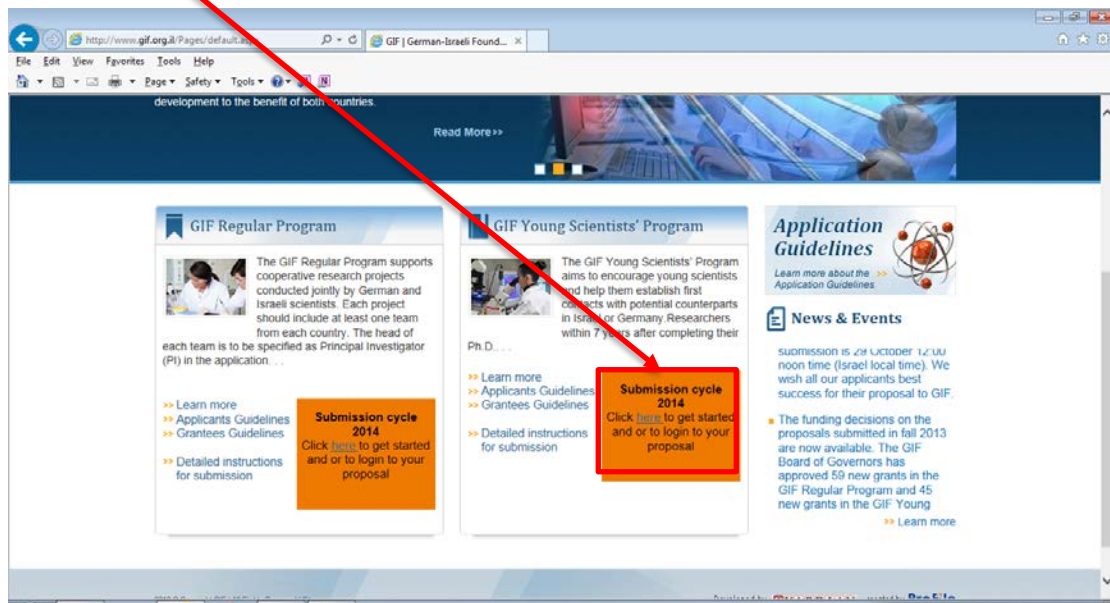 http://www.gif.org.il/Pages/default.as
GIF | German-Israeli Found...
File Edit View Favorites Tools Help
Page Safety Tools
development to the benefit of both countries.
Read More>>
GIF Regular Program
The GIF Regular Program supports
cooperative research projects
conducted jointly by German and
Israeli scientists. Each project
should include at least one team
from each country. The head of
each team is to be specified as Principal Investigator
(PI) in the application. . .
>> Learn more
>> Applicants Guidelines
>> Grantees Guidelines
>> Detailed instructions
for submission
Submission cycle
2014
Click here to get started
and or to login to your
proposal
GIF Young Scientists' Program
The GIF Young Scientists' Program
aims to encourage young scientists
and help them establish first
contacts with potential counterparts
in Israel or Germany.Researchers
within 7 years after completing their
Ph.D.. . .
>> Learn more
>> Applicants Guidelines
>> Grantees Guidelines
>> Detailed instructions
for submission
Submission cycle
2014
Click here to get started
and or to login to your
proposal
Application
Guidelines
Learn more about the >>
Application Guidelines
News & Events
submission is 29 October 12:00
noon time (Israel local time). We
wish all our applicants best
success for their proposal to GIF.
The funding decisions on the
proposals submitted in fall 2013
are now available. The GIF
Board of Governors has
approved 59 new grants in the
GIF Regular Program and 45
new grants in the GIF Young
>> Learn more